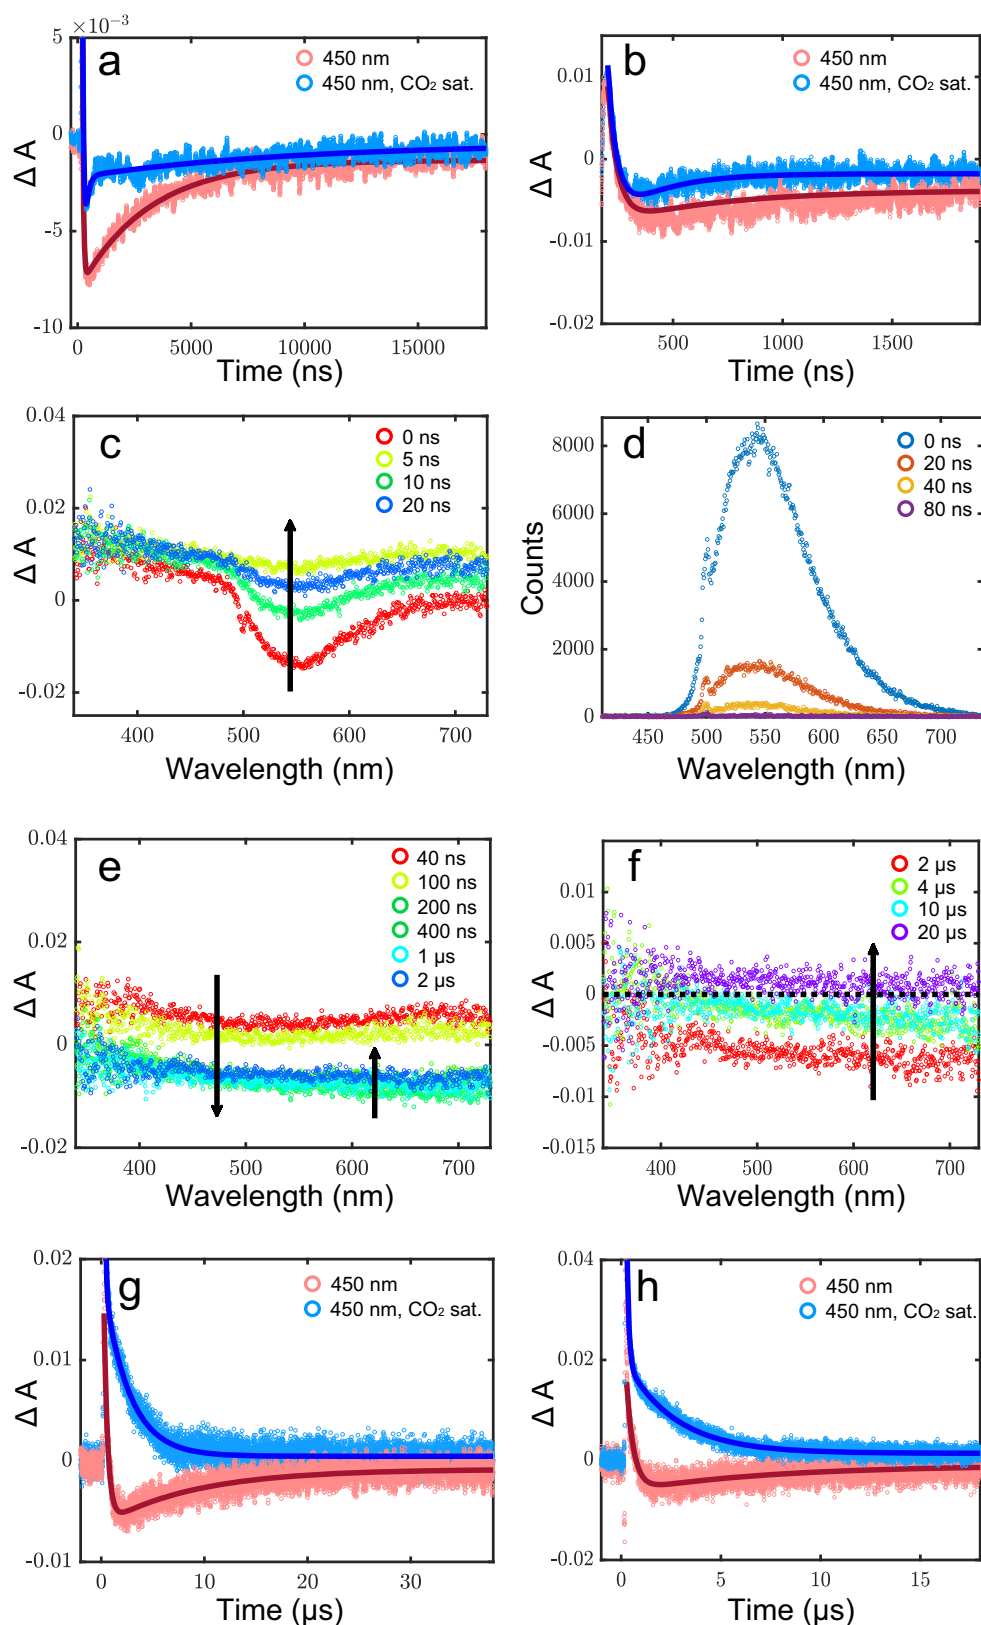 ×10⁻³
a
450 nm
450 nm, CO₂ sat.
5
0
-5
-10
Δ A
0
5000
10000
15000
Time (ns)
b
450 nm
450 nm, CO₂ sat.
0.01
0
-0.01
-0.02
Δ A
500
1000
1500
Time (ns)
c
0 ns
5 ns
10 ns
20 ns
0.04
0.02
0
-0.02
Δ A
400
500
600
700
Wavelength (nm)
d
0 ns
20 ns
40 ns
80 ns
8000
6000
4000
2000
0
Counts
450
500
550
600
650
700
Wavelength (nm)
e
40 ns
100 ns
200 ns
400 ns
1 µs
2 µs
0.04
0.02
0
-0.02
Δ A
400
500
600
700
Wavelength (nm)
f
2 µs
4 µs
10 µs
20 µs
0.01
0.005
0
-0.005
-0.01
-0.015
Δ A
400
500
600
700
Wavelength (nm)
g
450 nm
450 nm, CO₂ sat.
0.02
0.01
0
-0.01
Δ A
0
10
20
30
Time (µs)
h
450 nm
450 nm, CO₂ sat.
0.04
0.02
0
-0.02
Δ A
0
5
10
15
Time (µs)